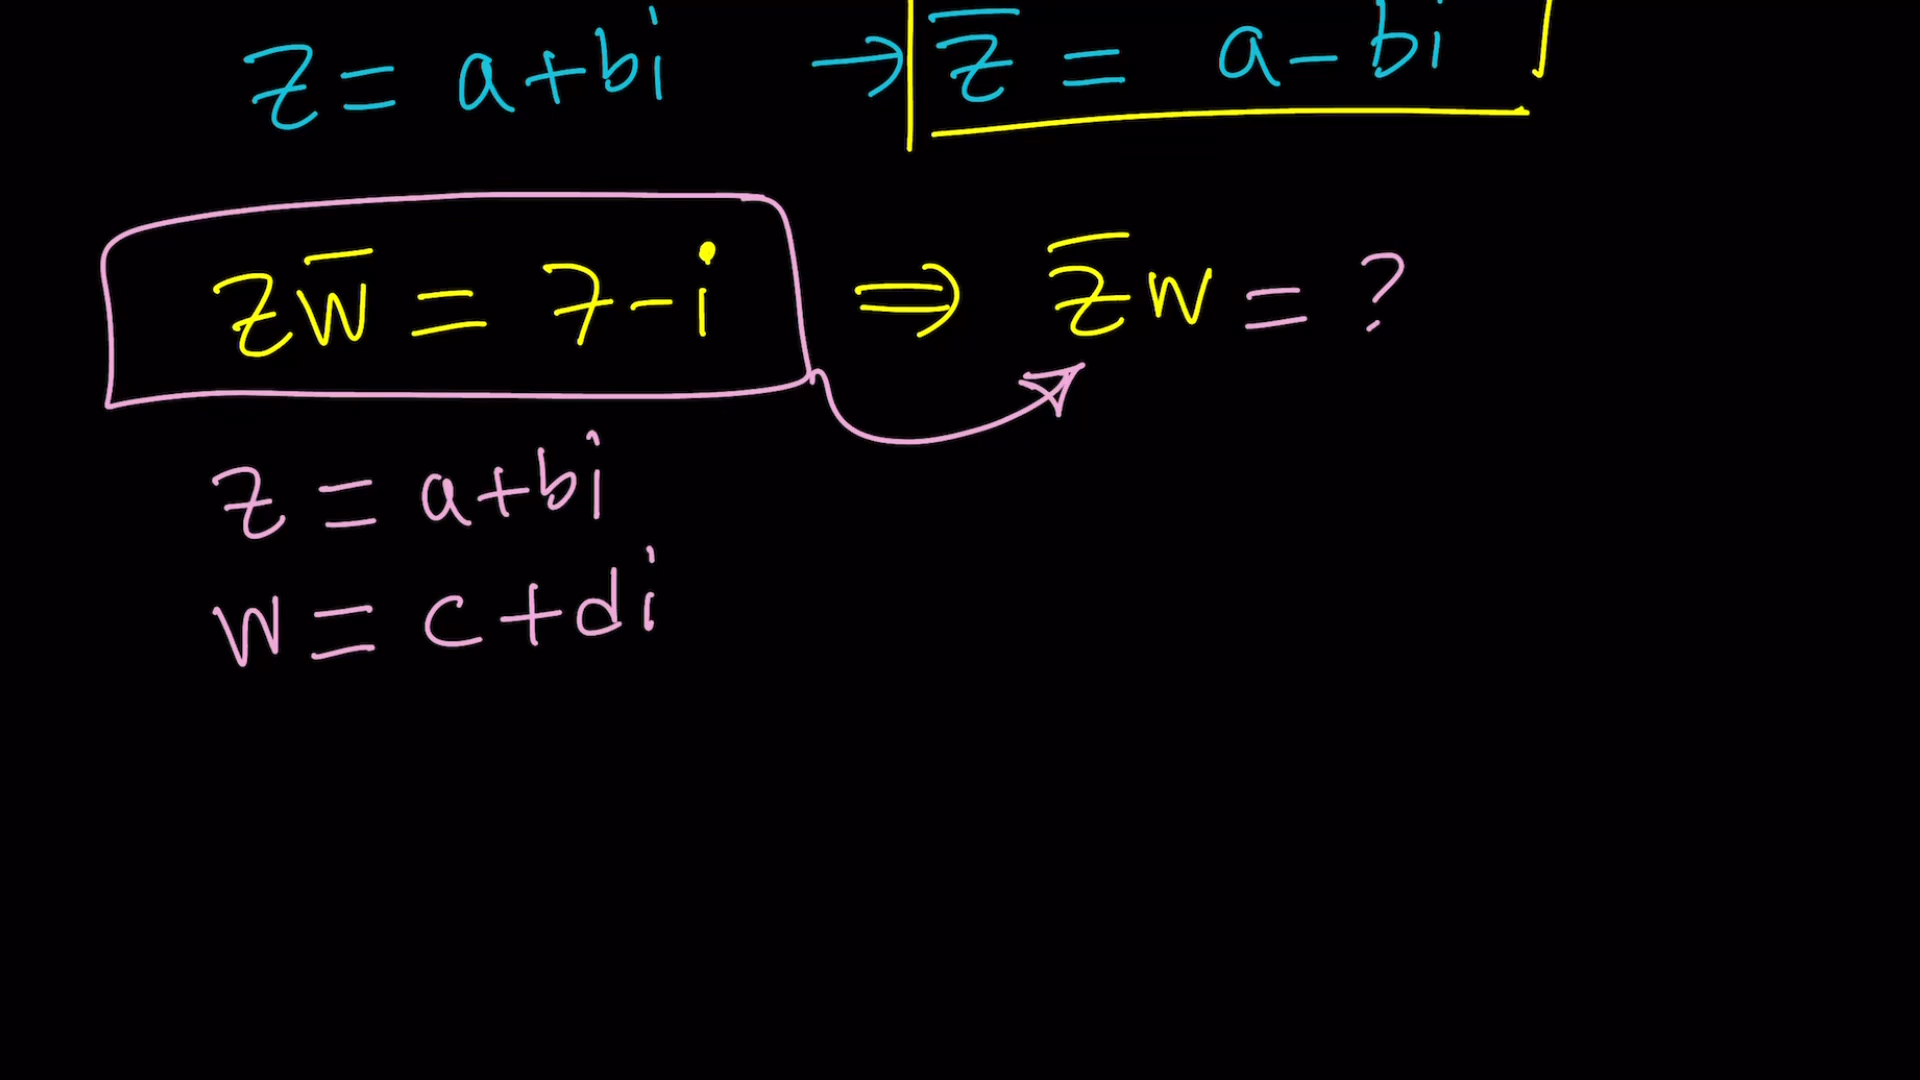 z = a+bi → z̅ = a-bi
zw̅ = 7-i ⇒ z̅w = ?
z = a+bi
w = c+di